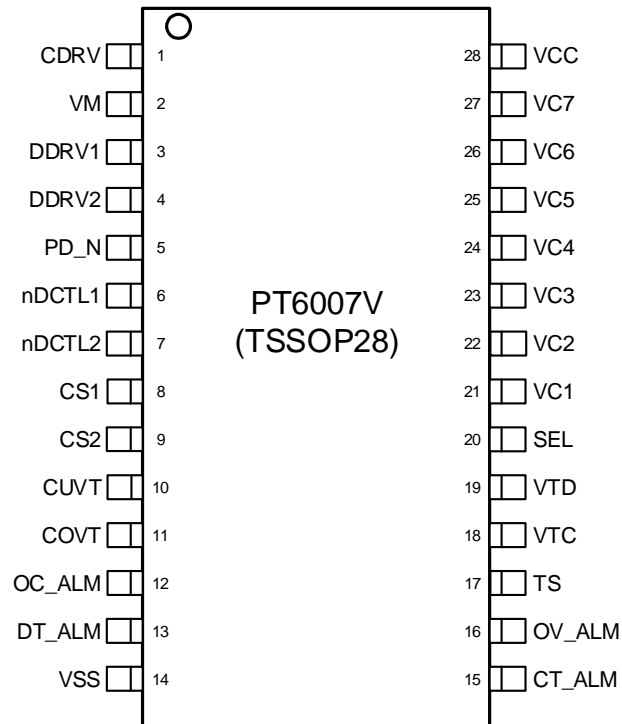 CDRV 1 28 VCC
VM 2 27 VC7
DDRV1 3 26 VC6
DDRV2 4 25 VC5
PD_N 5 24 VC4
nDCTL1 6 23 VC3
nDCTL2 7 22 VC2
CS1 8 21 VC1
CS2 9 20 SEL
CUVT 10 19 VTD
COVT 11 18 VTC
OC_ALM 12 17 TS
DT_ALM 13 16 OV_ALM
VSS 14 15 CT_ALM
PT6007V
(TSSOP28)